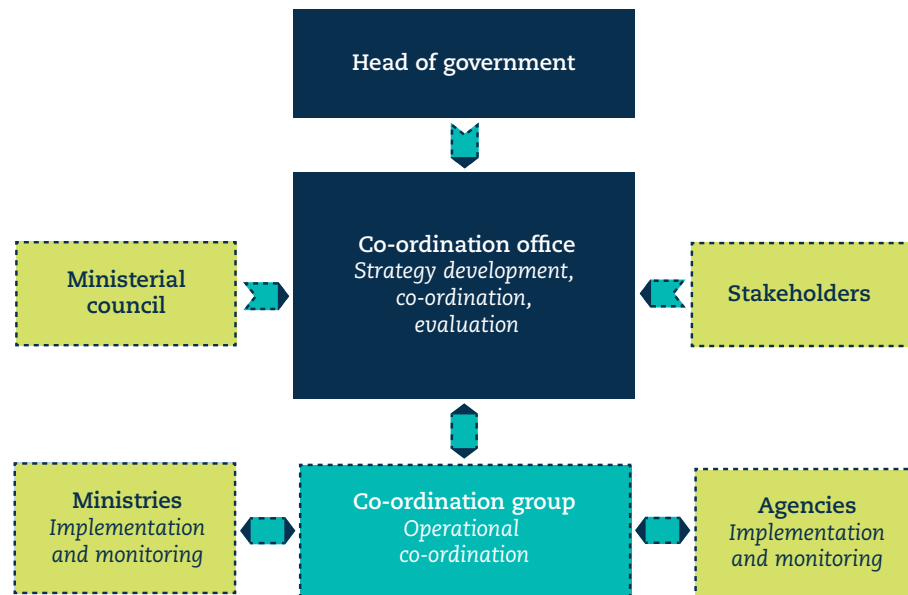 Head of government
Co-ordination office
Strategy development,
co-ordination,
evaluation
Ministerial
council
Stakeholders
Ministries
Implementation
and monitoring
Co-ordination group
Operational
co-ordination
Agencies
Implementation
and monitoring